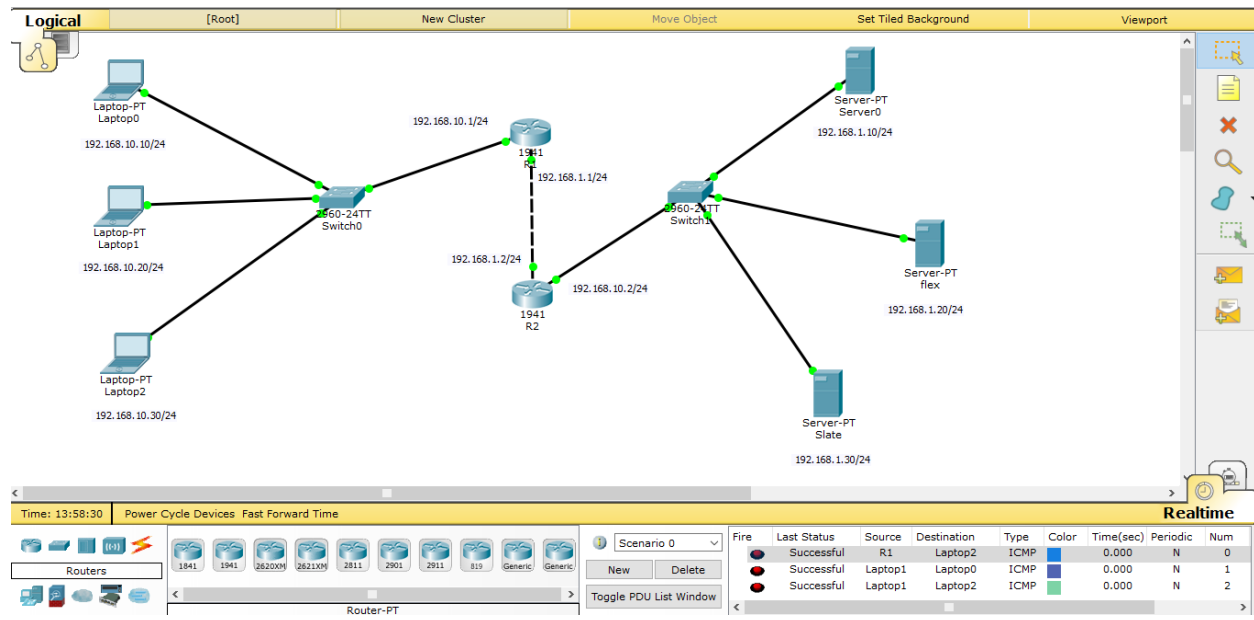 Logical
[Root]
New Cluster
Move Object
Set Tiled Background
Viewport
Laptop-PT
Laptop0
192.168.10.10/24
Laptop-PT
Laptop1
192.168.10.20/24
Laptop-PT
Laptop2
192.168.10.30/24
2960-24TT
Switch0
192.168.10.1/24
1941
R1
192.168.1.1/24
192.168.1.2/24
1941
R2
192.168.10.2/24
2960-24TT
Switch1
Server-PT
Server0
192.168.1.10/24
Server-PT
flex
192.168.1.20/24
Server-PT
Slate
192.168.1.30/24
Time: 13:58:30
Power Cycle Devices Fast Forward Time
Realtime
Routers
1841 1941 2620XM 2621XM 2811 2901 2911 819 Generic Generic
Router-PT
Scenario 0
New
Delete
Toggle PDU List Window
Fire Last Status Source Destination Type Color Time(sec) Periodic Num
Successful R1 Laptop2 ICMP 0.000 N 0
Successful Laptop1 Laptop0 ICMP 0.000 N 1
Successful Laptop1 Laptop2 ICMP 0.000 N 2